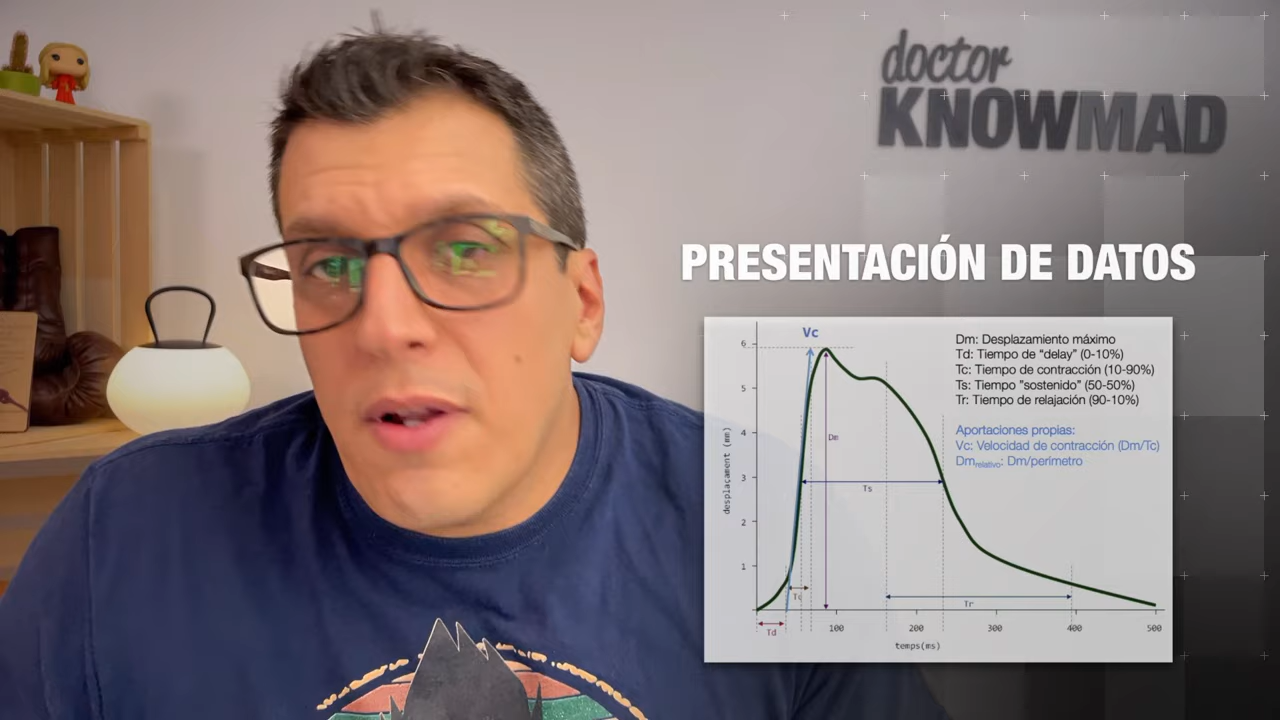 doctor
KNOWMAD
PRESENTACIÓN DE DATOS
Vc
Dm: Desplazamiento máximo
Td: Tiempo de “delay” (0-10%)
Tc: Tiempo de contracción (10-90%)
Ts: Tiempo “sostenido” (50-50%)
Tr: Tiempo de relajación (90-10%)
Aportaciones propias:
Vc: Velocidad de contracción (Dm/Tc)
Dmrelativo: Dm/perímetro
desplaçament (mm)
6
5
4
3
2
1
Dm
Ts
Tr
Td
100
200
300
400
500
temps(ms)